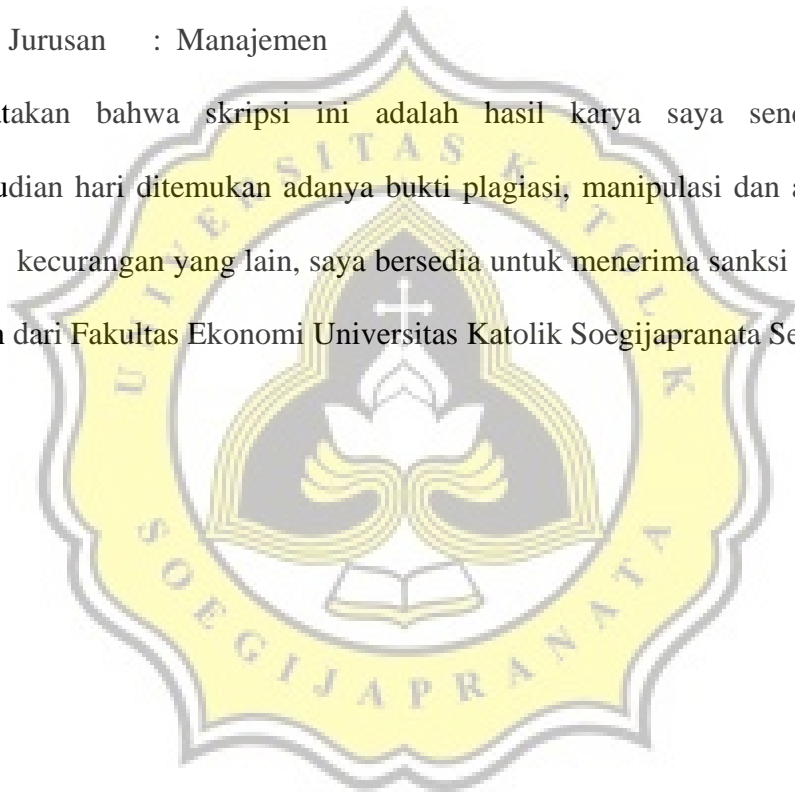 Jurusan : Manajemen
takan bahwa skripsi ini adalah hasil karya saya send
udian hari ditemukan adanya bukti plagiasi, manipulasi dan a
kecurangan yang lain, saya bersedia untuk menerima sanksi
dari Fakultas Ekonomi Universitas Katolik Soegijapranata Se
UNIVERSITAS KATOLIK
SOEGIJAPRANATA